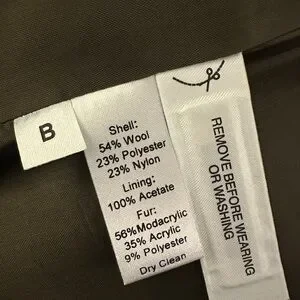 B
Shell:
54% Wool
23% Polyester
23% Nylon
Lining:
100% Acetate
Fur:
56%Modacrylic
35% Acrylic
9% Polyester
Dry Clean
REMOVE BEFORE WEARING
OR WASHING